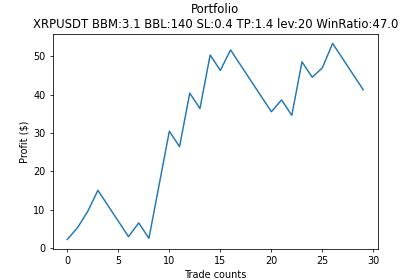 Portfolio
XRPUSDT BBM:3.1 BBL:140 SL:0.4 TP:1.4 lev:20 WinRatio:47.0
50
40
30
20
10
0
Profit ($)
0 5 10 15 20 25 30
Trade counts